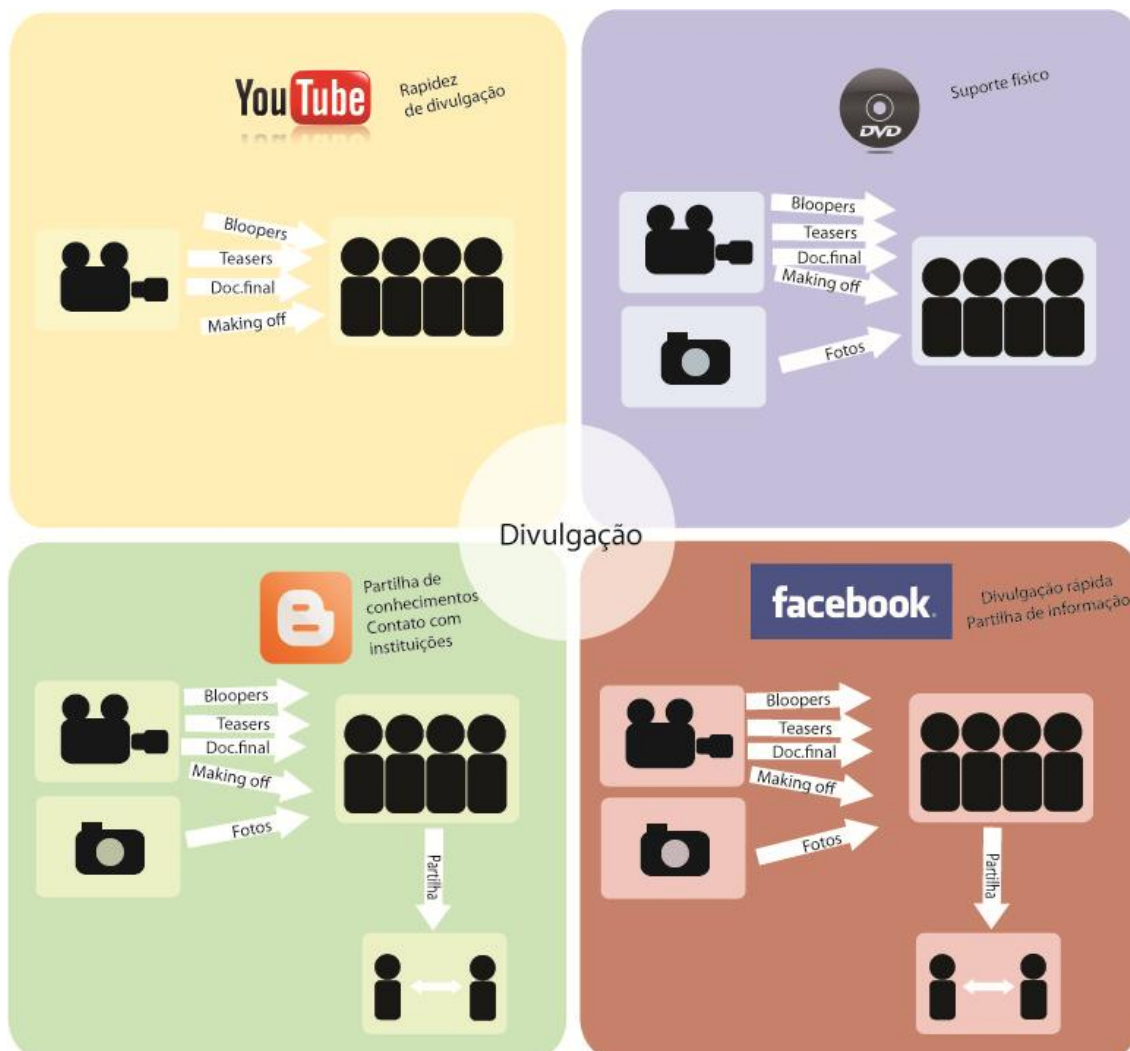 YouTube
Rapidez
de divulgação
Bloopers
Teasers
Doc.final
Making off
DVD
Suporte físico
Bloopers
Teasers
Doc.final
Making off
Fotos
Divulgação
Partilha de
conhecimentos
Contato com
instituições
Bloopers
Teasers
Doc.final
Making off
Fotos
Partilha
facebook.
Divulgação rápida
Partilha de informação
Bloopers
Teasers
Doc.final
Making off
Fotos
Partilha